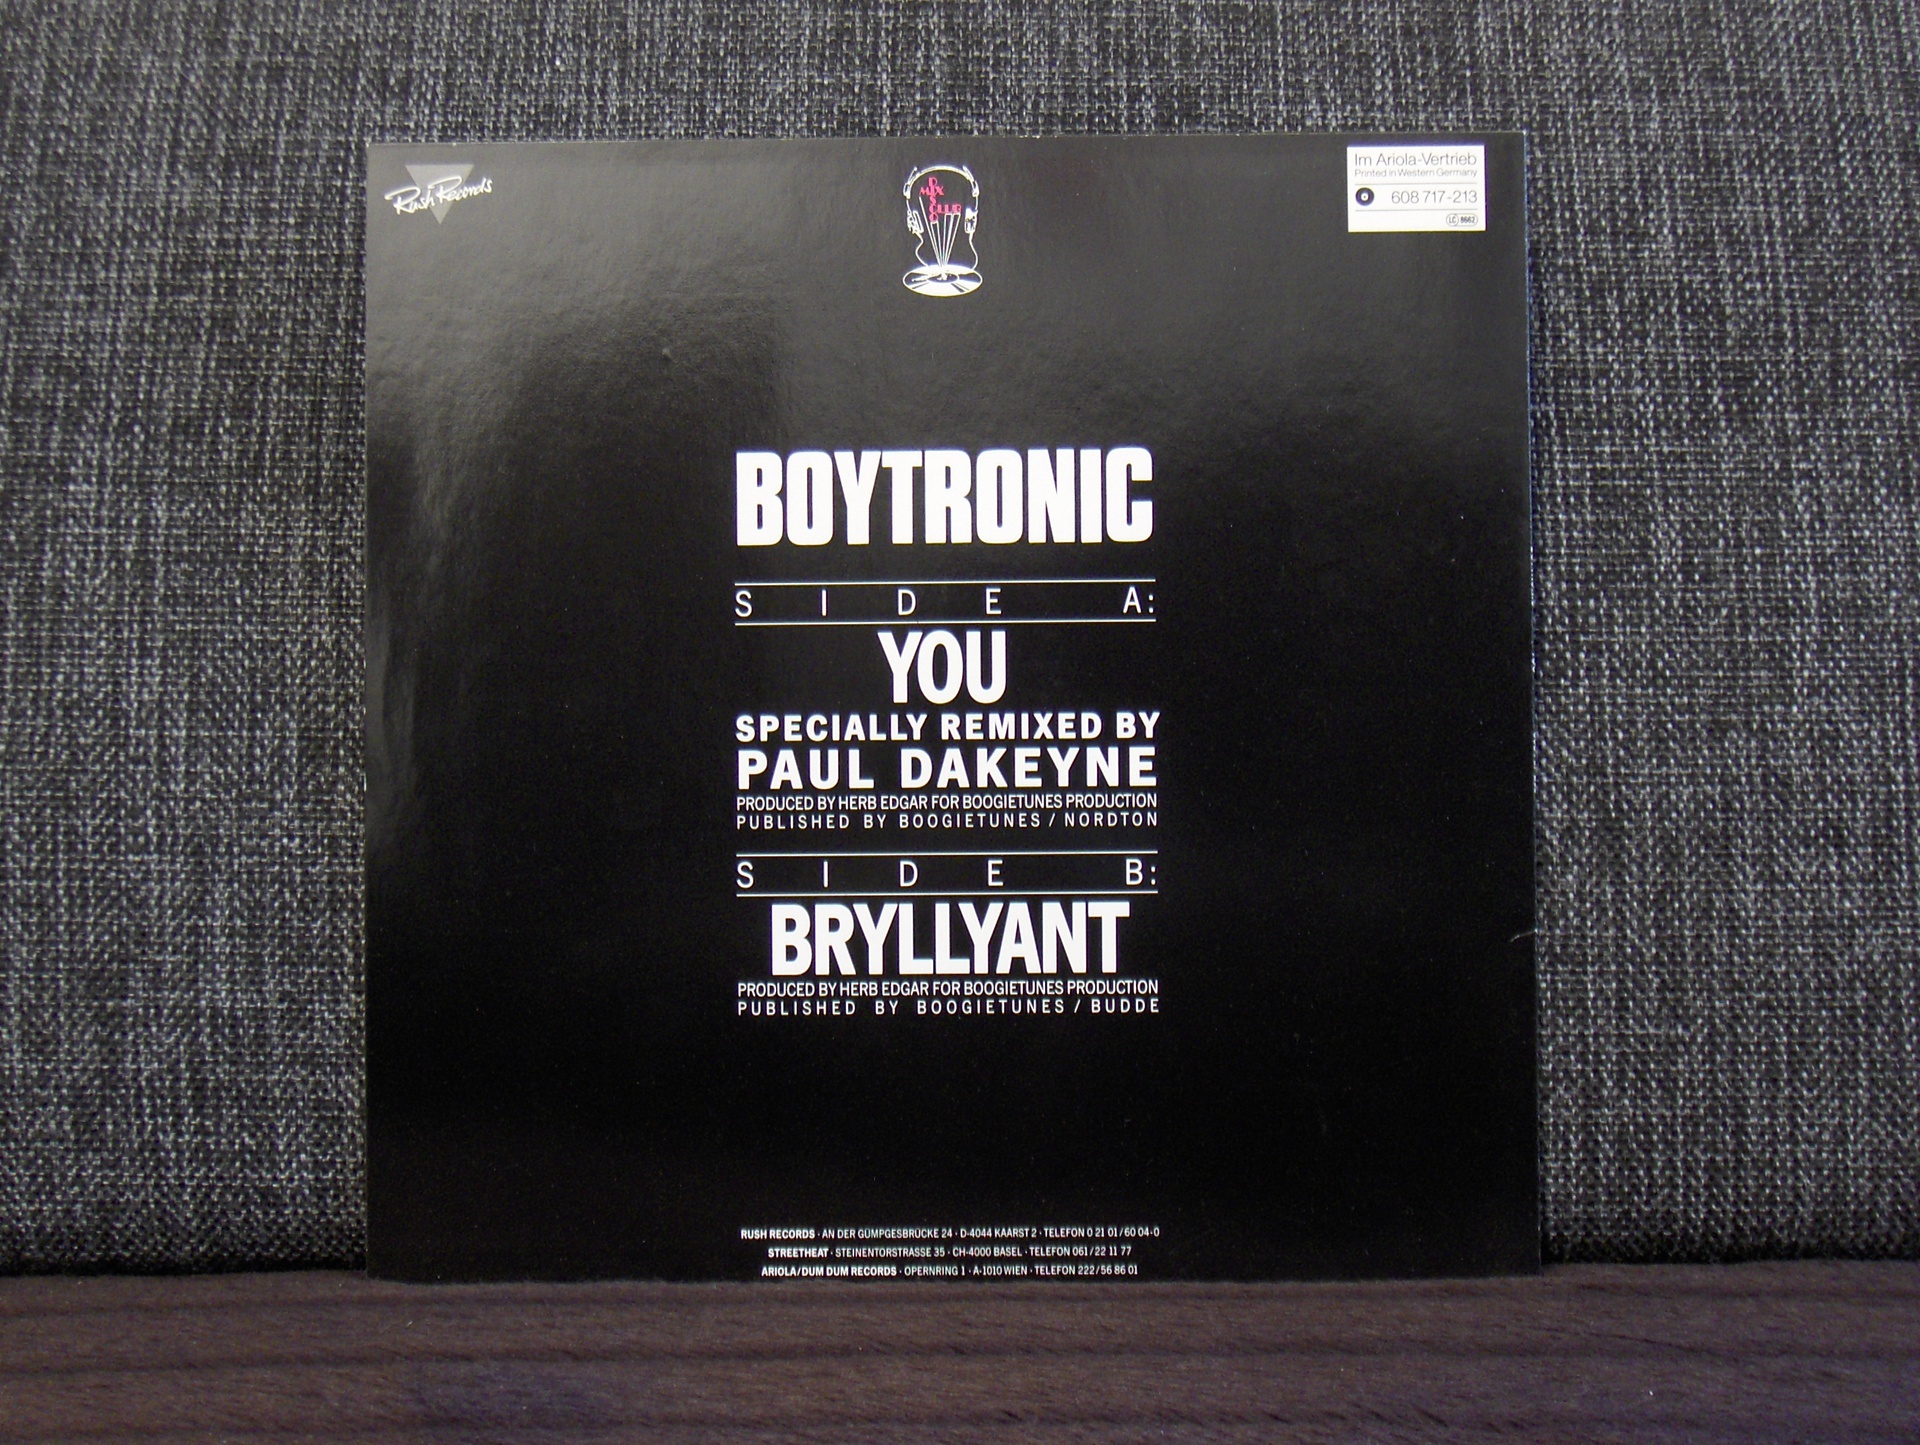 Rush Records
DISCO
MIX
CLUB
Im Ariola-Vertrieb
Printed in Western Germany
608 717-213
LC 8662
BOYTRONIC
SIDE A:
YOU
SPECIALLY REMIXED BY
PAUL DAKEYNE
PRODUCED BY HERB EDGAR FOR BOOGIETUNES PRODUCTION
PUBLISHED BY BOOGIETUNES / NORDTON
SIDE B:
BRYLLYANT
PRODUCED BY HERB EDGAR FOR BOOGIETUNES PRODUCTION
PUBLISHED BY BOOGIETUNES / BUDDE
RUSH RECORDS · AN DER GÜMPGESBRÜCKE 24 · D-4044 KAARST 2 · TELEFON 0 21 01/60 04-0
STREETHEAT · STEINENTORSTRASSE 35 · CH-4000 BASEL · TELEFON 061/22 11 77
ARIOLA/DUM DUM RECORDS · OPERNRING 1 · A-1010 WIEN · TELEFON 222/56 86 01